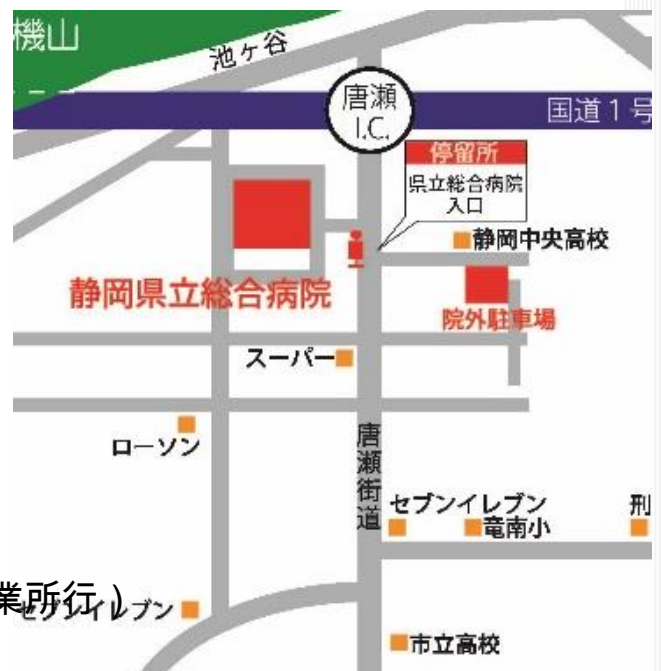 機山
池ヶ谷
唐瀬
I.C.
国道1号
停留所
県立総合病院
入口
静岡中央高校
静岡県立総合病院
院外駐車場
スーパー
ローソン
唐瀬街道
セブンイレブン
竜南小
刑
業所行)
セブンイレブン
市立高校